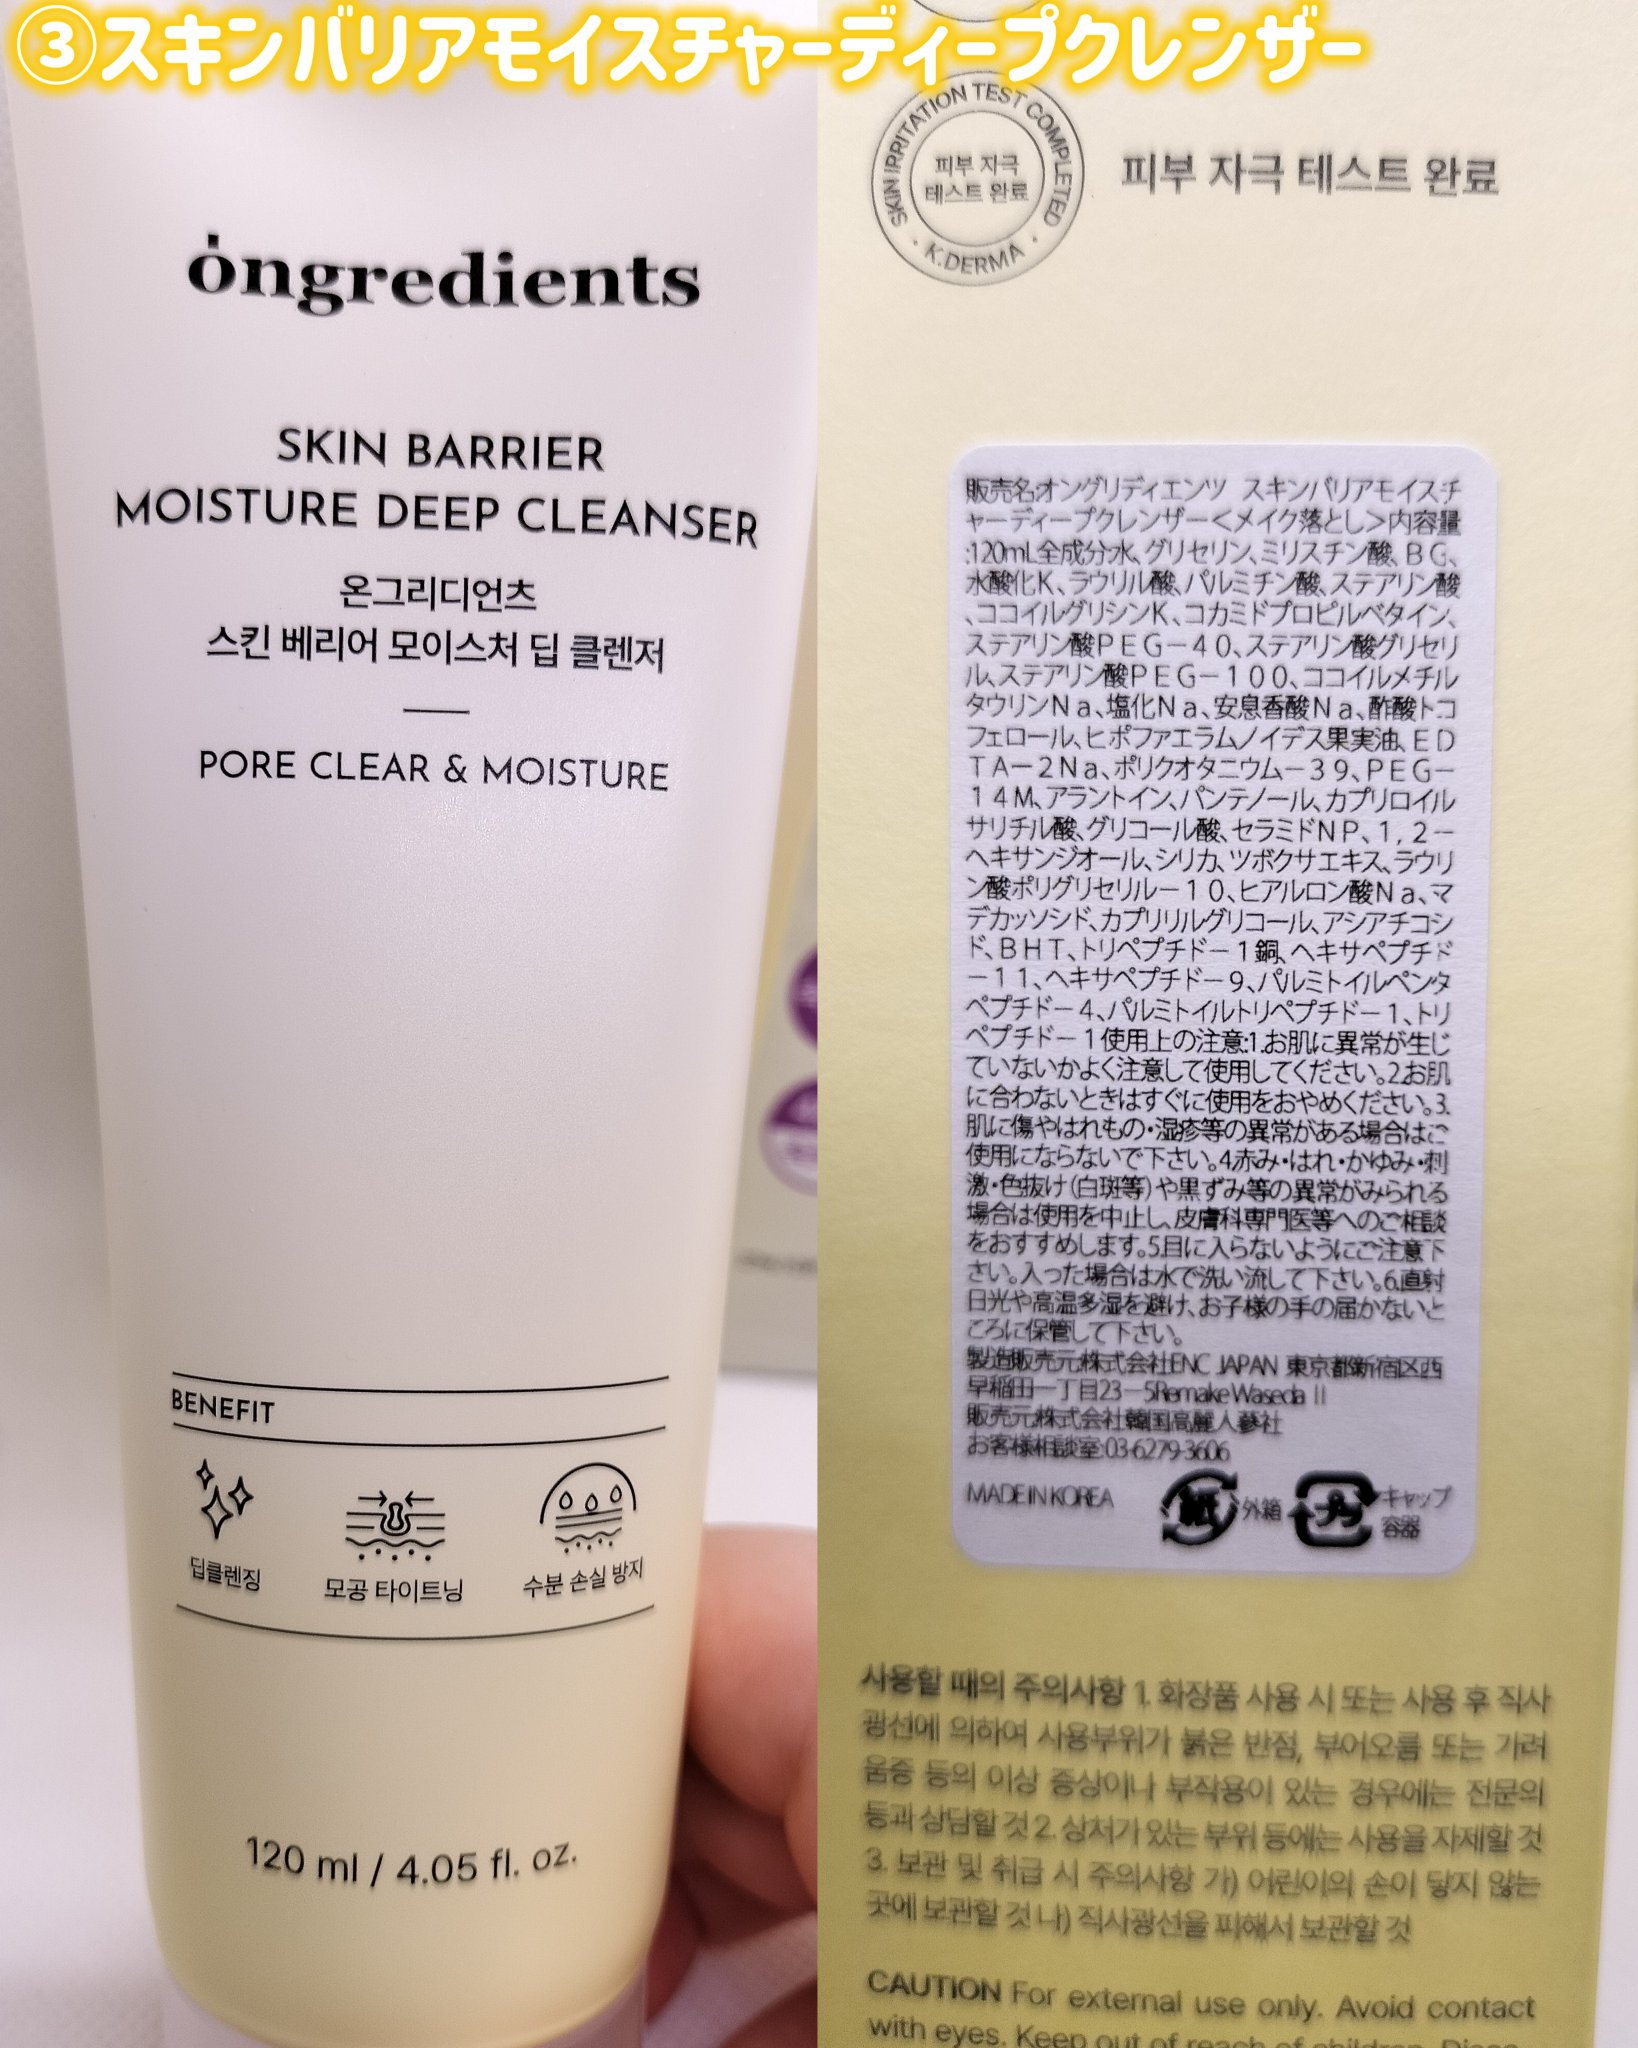 ③スキンバリアモイスチャーディープクレンザー
ongredients
SKIN BARRIER
MOISTURE DEEP CLEANSER
온그리디언츠
스킨 베리어 모이스처 딥 클렌저
PORE CLEAR & MOISTURE
BENEFIT
딥클렌징
모공 타이트닝
수분 손실 방지
120 ml / 4.05 fl. oz.
SKIN IRRITATION TEST COMPLETED
피부 자극
테스트 완료
· K.DERMA ·
피부 자극 테스트 완료
販売名:オングリディエンツ スキンバリアモイスチ
ャーディープクレンザー<メイク落とし>内容量
:120mL全成分:水、グリセリン、ミリスチン酸、BG、
水酸化K、ラウリル酸、パルミチン酸、ステアリン酸
、ココイルグリシンK、コカミドプロピルベタイン、
ステアリン酸PEG-40、ステアリン酸グリセリ
ル、ステアリン酸PEG-100、ココイルメチル
タウリンNa、塩化Na、安息香酸Na、酢酸トコ
フェロール、ヒポファエラムノイデス果実油、ED
TA-2Na、ポリクオタニウム-39、PEG-
14M、アラントイン、パンテノール、カプリロイル
サリチル酸、グリコール酸、セラミドNP、1,2-
ヘキサンジオール、シリカ、ツボクサエキス、ラウリ
ン酸ポリグリセリル-10、ヒアルロン酸Na、マ
デカッソシド、カプリリルグリコール、アシアチコシ
ド、BHT、トリペプチド-1銅、ヘキサペプチド
-11、ヘキサペプチド-9、パルミトイルペンタ
ペプチド-4、パルミトイルトリペプチド-1、トリ
ペプチド-1使用上の注意:1.お肌に異常が生じ
ていないかよく注意して使用してください。2.お肌
に合わないときはすぐに使用をおやめください。3.
肌に傷やはれもの・湿疹等の異常がある場合はご
使用にならないで下さい。4.赤み・はれ・かゆみ・刺
激・色抜け(白斑等)や黒ずみ等の異常がみられる
場合は使用を中止し、皮膚科専門医等へのご相談
をおすすめします。5.目に入らないようにご注意下
さい。入った場合は水で洗い流して下さい。6.直射
日光や高温多湿を避け、お子様の手の届かないと
ころに保管して下さい。
製造販売元:株式会社ENC JAPAN 東京都新宿区西
早稲田一丁目23-5Remake Waseda II
販売元:株式会社韓国高麗人蔘社
お客様相談室:03-6279-3606
MADE IN KOREA
紙 外箱
プラ キャップ
容器
사용할 때의 주의사항 1. 화장품 사용 시 또는 사용 후 직사
광선에 의하여 사용부위가 붉은 반점, 부어오름 또는 가려
움증 등의 이상 증상이나 부작용이 있는 경우에는 전문의
등과 상담할 것 2. 상처가 있는 부위 등에는 사용을 자제할 것
3. 보관 및 취급 시 주의사항 가) 어린이의 손이 닿지 않는
곳에 보관할 것 나) 직사광선을 피해서 보관할 것
CAUTION For external use only. Avoid contact
with eyes. Keep out of reach of children.